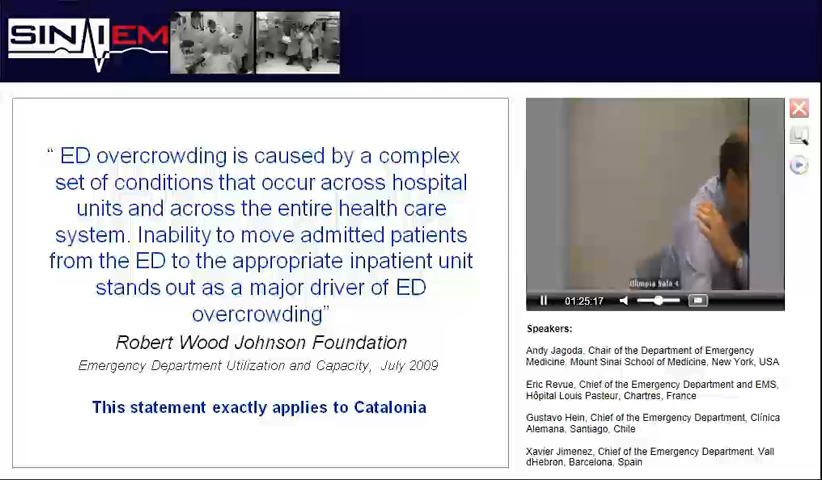 SINAEM
“ ED overcrowding is caused by a complex
set of conditions that occur across hospital
units and across the entire health care
system. Inability to move admitted patients
from the ED to the appropriate inpatient unit
stands out as a major driver of ED
overcrowding”
Robert Wood Johnson Foundation
Emergency Department Utilization and Capacity, July 2009
This statement exactly applies to Catalonia
Olimpia Sala 4
01:25:17
Speakers:
Andy Jagoda, Chair of the Department of Emergency
Medicine. Mount Sinai School of Medicine, New York, USA
Eric Revue, Chief of the Emergency Department and EMS,
Hôpital Louis Pasteur, Chartres, France
Gustavo Hein, Chief of the Emergency Department, Clínica
Alemana, Santiago, Chile
Xavier Jimenez, Chief of the Emergency Department. Vall
dHebron, Barcelona, Spain